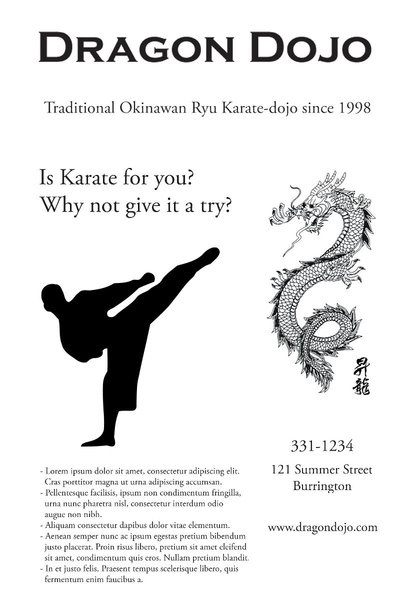 DRAGON DOJO
Traditional Okinawan Ryu Karate-dojo since 1998
Is Karate for you?
Why not give it a try?
昇龍
331-1234
121 Summer Street
Burrington
www.dragondojo.com
- Lorem ipsum dolor sit amet, consectetur adipiscing elit.
Cras porttitor magna ut urna adipiscing accumsan.
- Pellentesque facilisis, ipsum non condimentum fringilla,
urna nunc pharetra nisl, consectetur interdum odio
augue non nibh.
- Aliquam consectetur dapibus dolor vitae elementum.
- Aenean semper nunc ac ipsum egestas pretium bibendum
justo placerat. Proin risus libero, pretium sit amet eleifend
sit amet, condimentum quis eros. Nullam pretium blandit.
- In et justo felis. Praesent tempus scelerisque libero, quis
fermentum enim faucibus a.